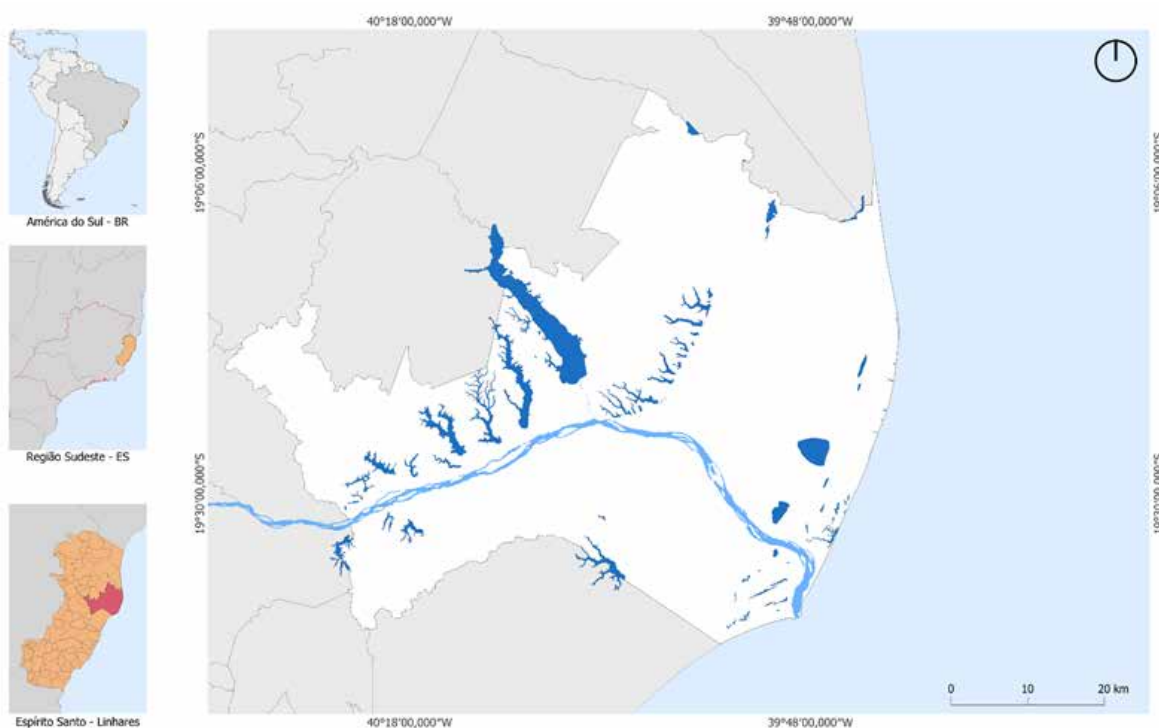 40°18'00,000"W
39°48'00,000"W
América do Sul - BR
19°06'00,000"S
19°06'00,000"S
Região Sudeste - ES
19°30'00,000"S
19°30'00,000"S
Espírito Santo - Linhares
0 10 20 km
40°18'00,000"W
39°48'00,000"W